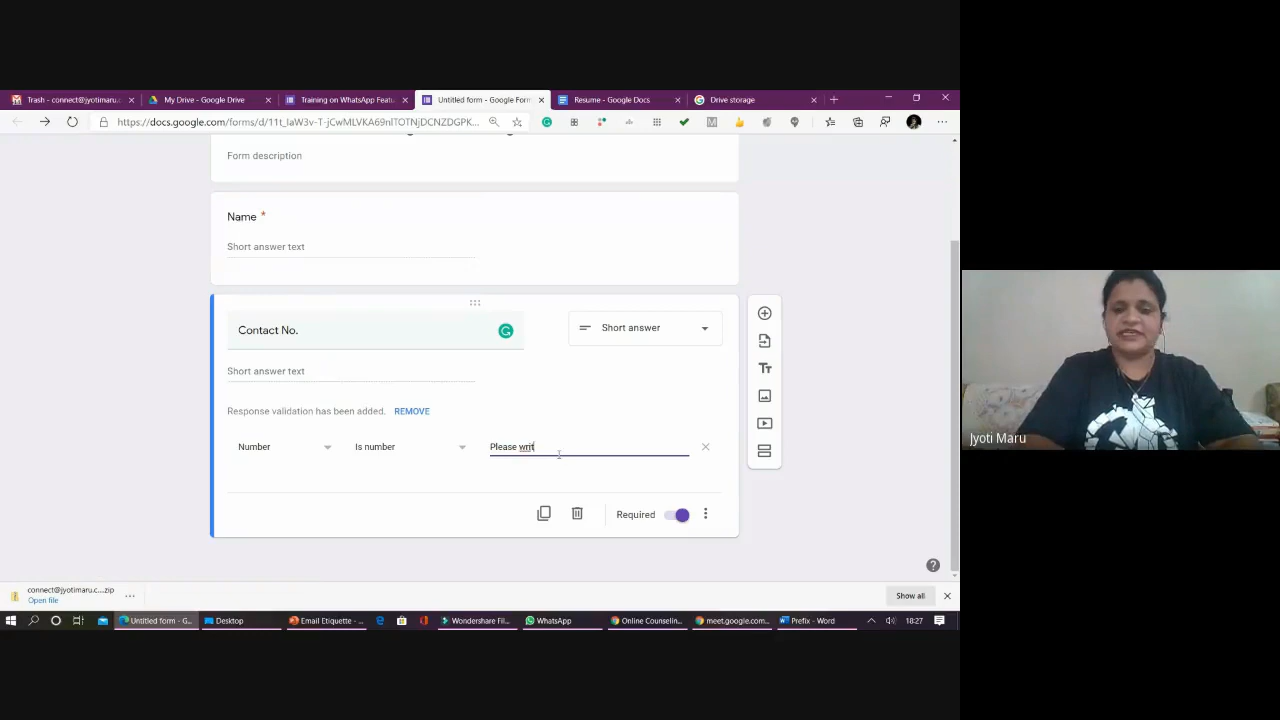 Trash - connect@jyotimaru.c...
My Drive - Google Drive
Training on WhatsApp Featu
Untitled form - Google Form
Resume - Google Docs
Drive storage
Form description
Name *
Short answer text
Contact No.
Short answer
Short answer text
Response validation has been added. REMOVE
Number
Is number
Please writ
Required
Jyoti Maru
connect@jyotimaru.c....zip
Open file
Show all
Untitled form - G...
Desktop
Email Etiquette - ...
Wondershare Fil...
WhatsApp
Online Counselin...
meet.google.com...
Prefix - Word
18:27